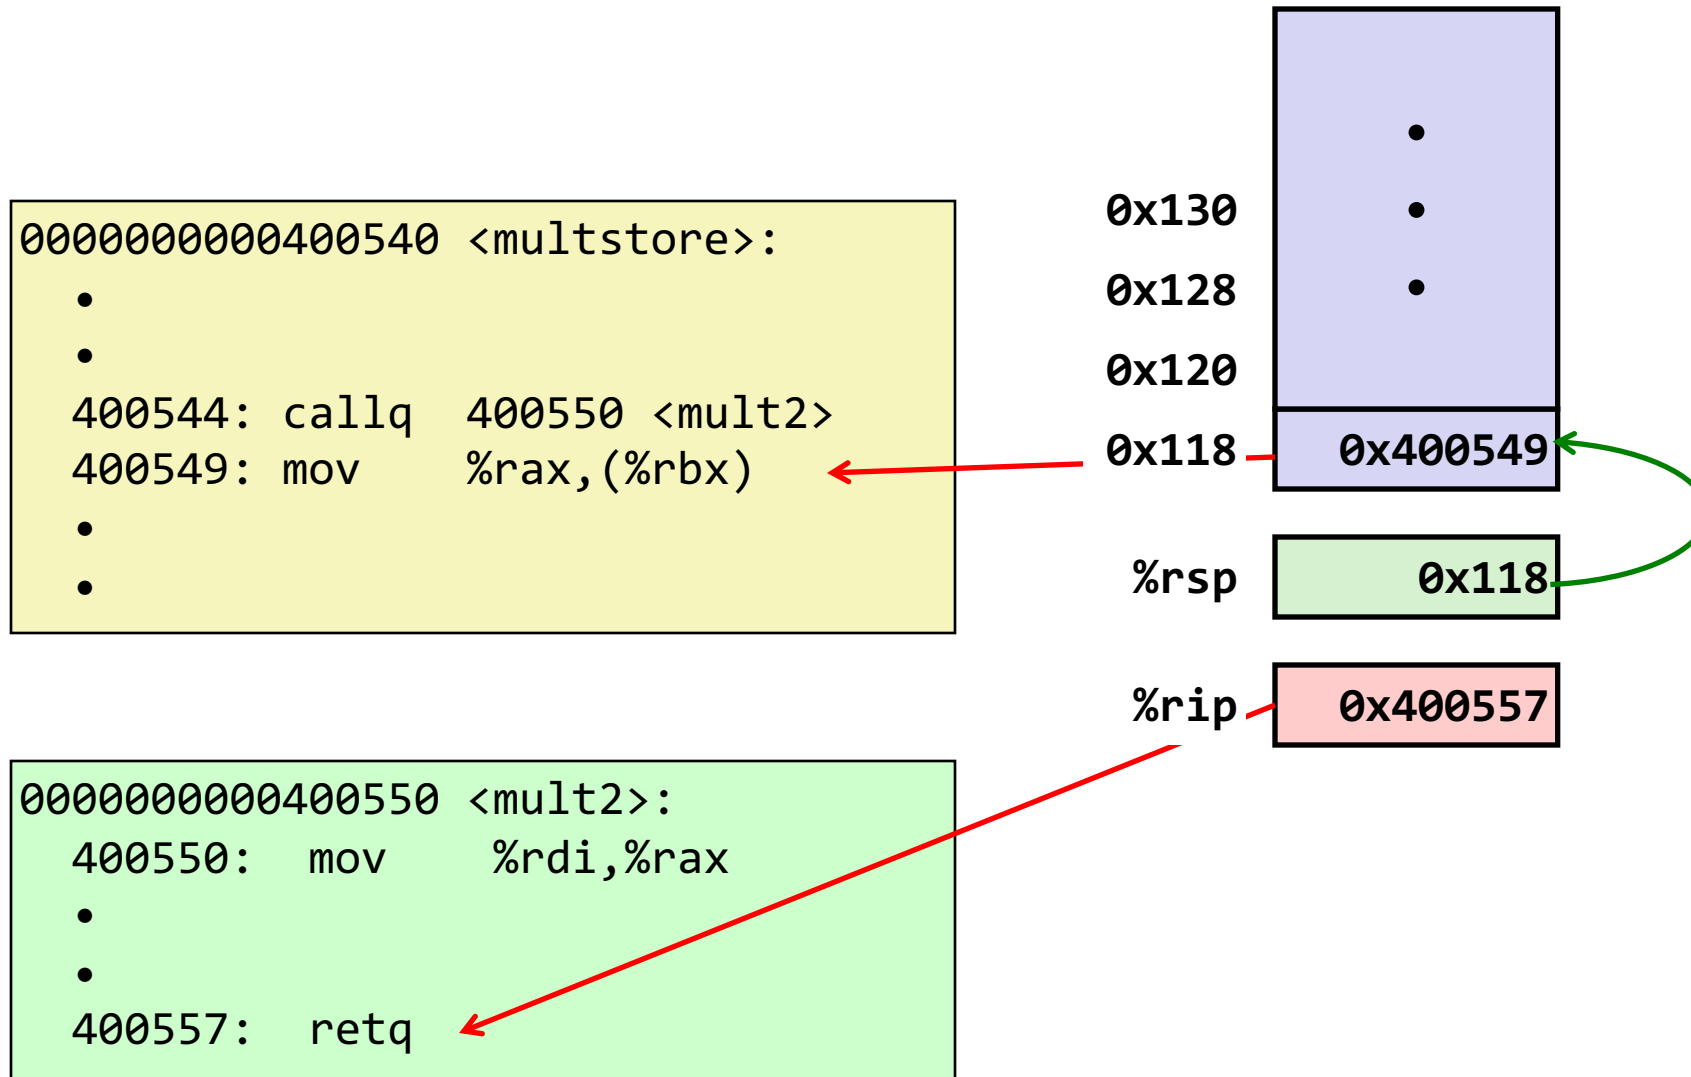 0000000000400540 <multstore>:
•
•
400544: callq 400550 <mult2>
400549: mov %rax,(%rbx)
•
•
0000000000400550 <mult2>:
400550: mov %rdi,%rax
•
•
400557: retq
•
0x130 •
0x128 •
0x120
0x118 0x400549
%rsp 0x118
%rip 0x400557